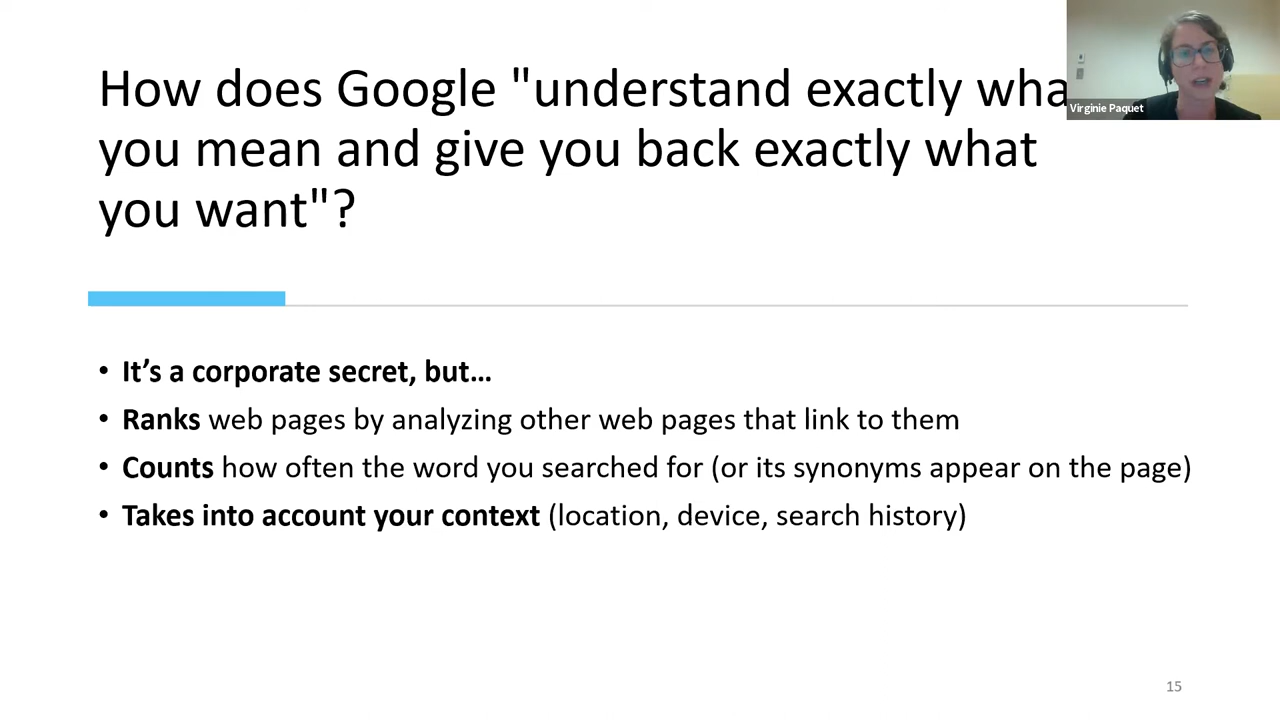 How does Google "understand exactly wha
you mean and give you back exactly what
you want"?
Virginie Paquet
• It’s a corporate secret, but…
• Ranks web pages by analyzing other web pages that link to them
• Counts how often the word you searched for (or its synonyms appear on the page)
• Takes into account your context (location, device, search history)
15